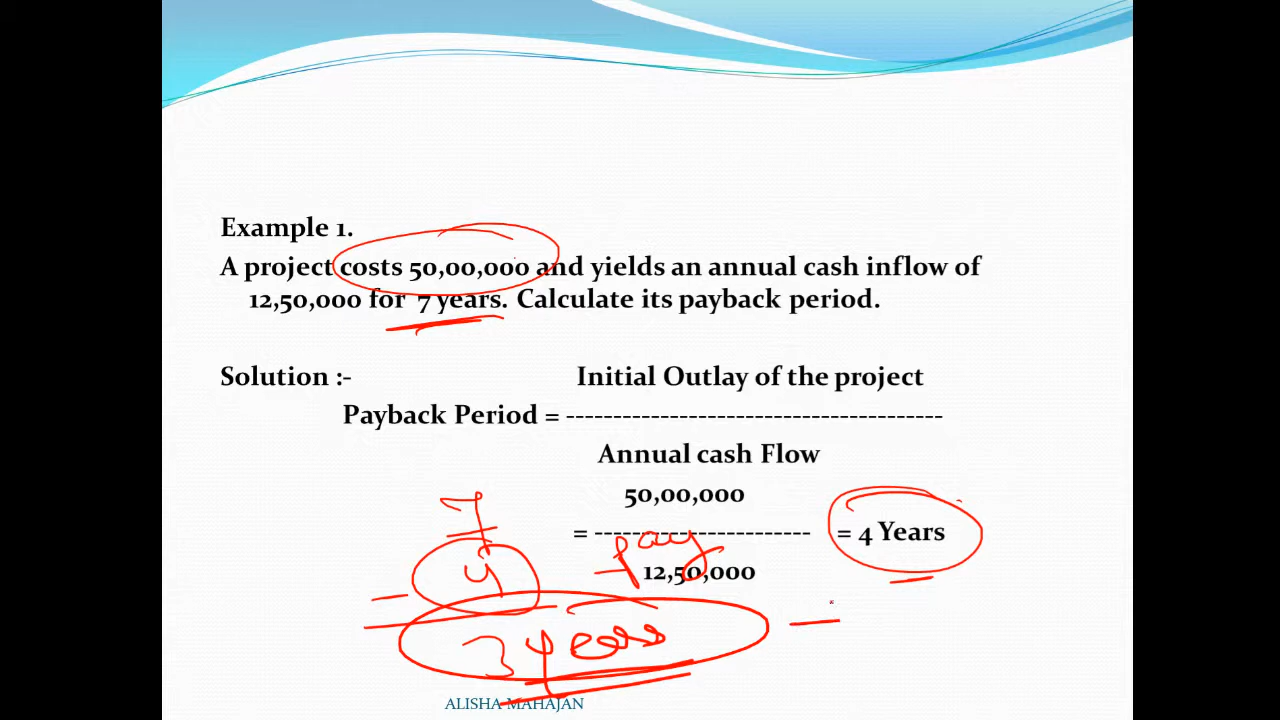 Example 1.
A project costs 50,00,000 and yields an annual cash inflow of
12,50,000 for 7 years. Calculate its payback period.
Solution :- Initial Outlay of the project
Payback Period = ---------------------------------------
Annual cash Flow
50,00,000
= ---------------------- = 4 Years
12,50,000
7
pay
4
3 years
ALISHA MAHAJAN